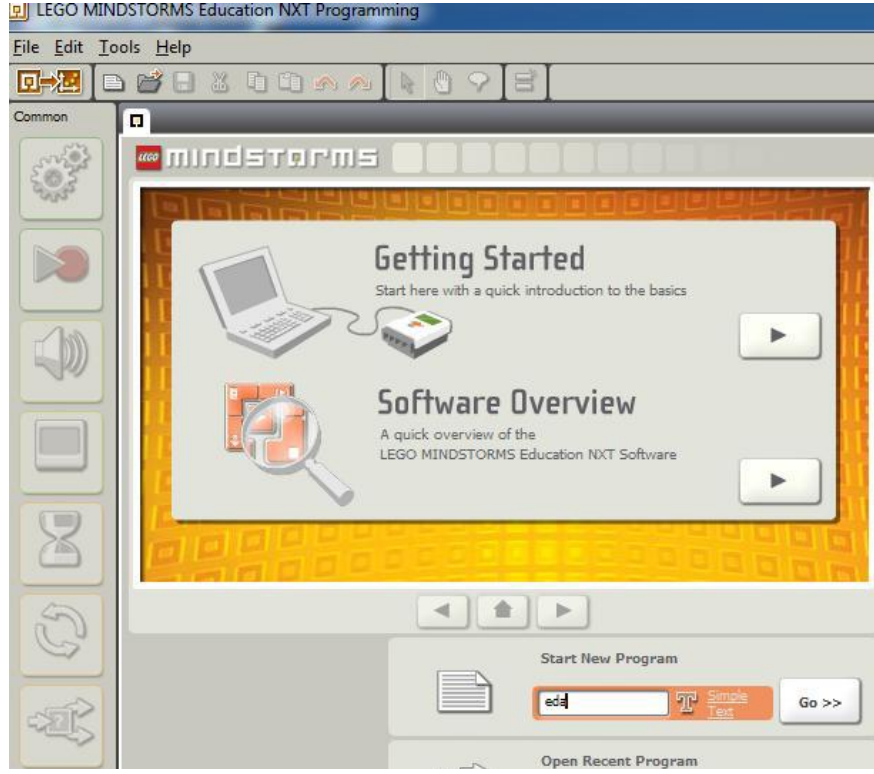 LEGO MINDSTORMS Education NXT Programming
File Edit Tools Help
Common
LEGO mindstorms
Getting Started
Start here with a quick introduction to the basics
Software Overview
A quick overview of the
LEGO MINDSTORMS Education NXT Software
Start New Program
eda
T Simple
Text
Go >>
Open Recent Program